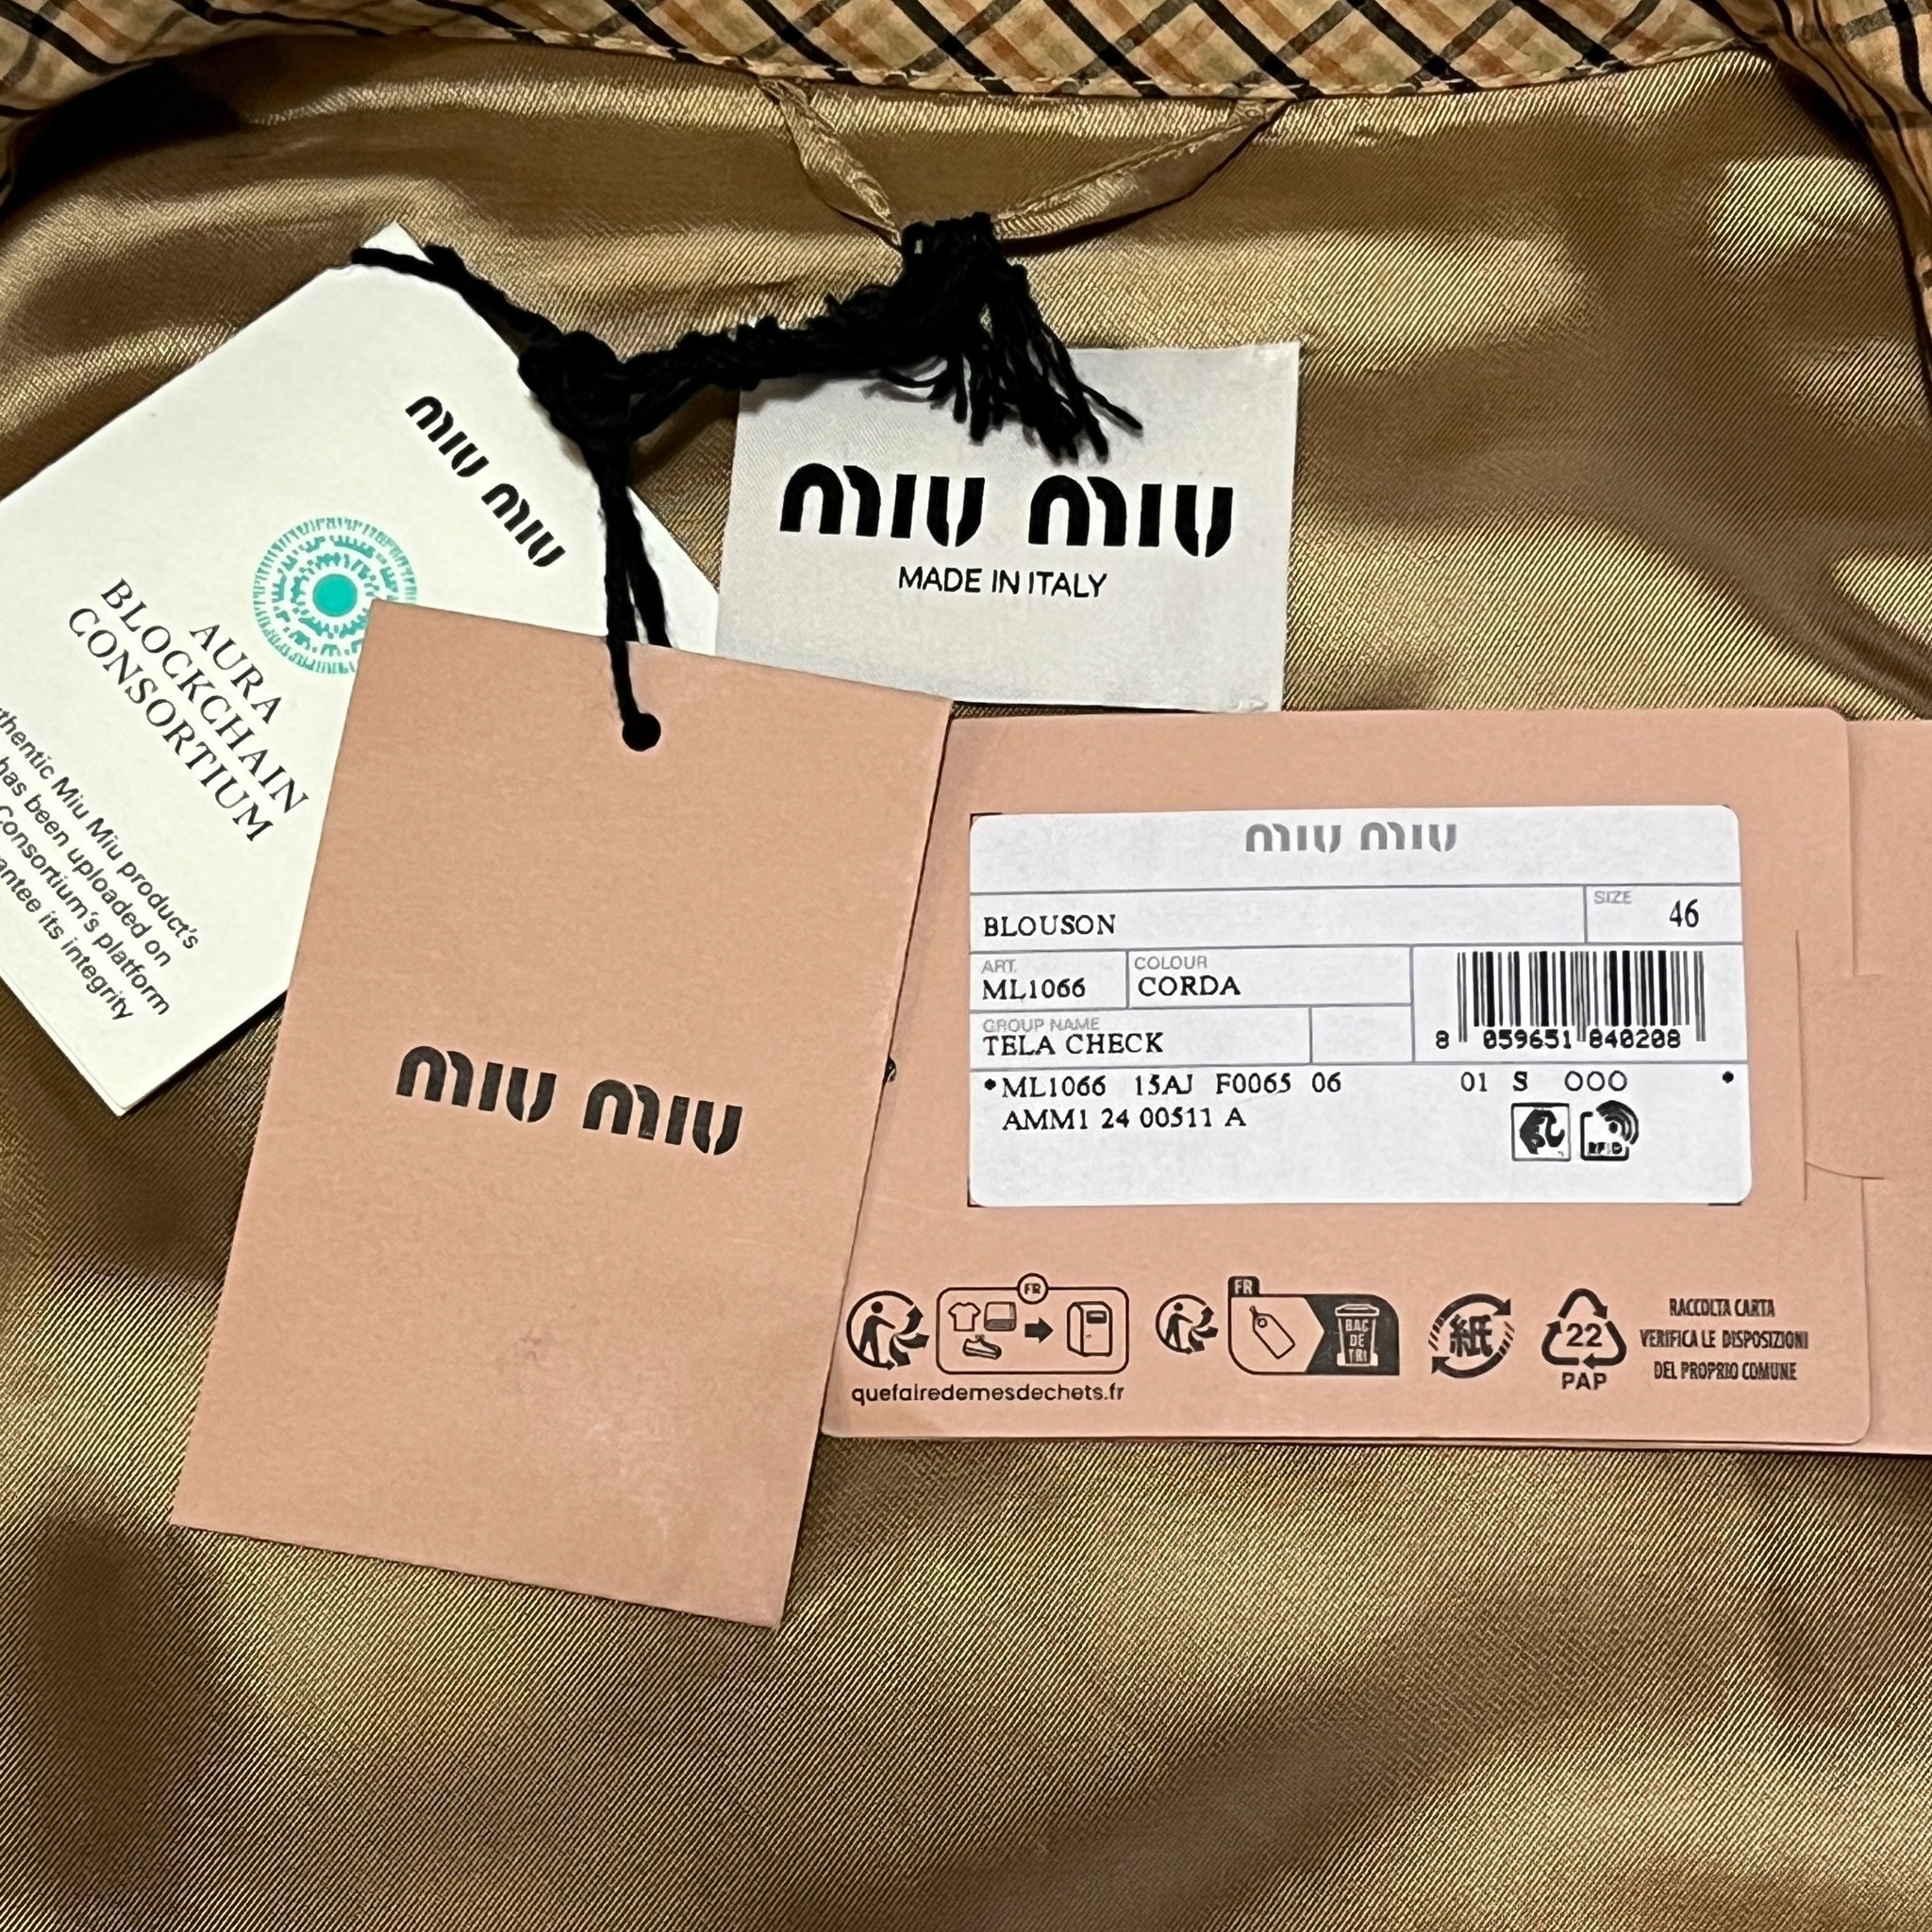 MIU MIU
AURA
BLOCKCHAIN
CONSORTIUM
Miu Miu product's
has been uploaded on
Consortium's platform
its integrity
MIU MIU
MADE IN ITALY
MIU MIU
MIU MIU
BLOUSON
SIZE
46
ART.
ML1066
COLOUR
CORDA
GROUP NAME
TELA CHECK
8 059651 840208
•ML1066 15AJ F0065 06 01 S OOO •
AMM1 24 00511 A
RFID
FR
quefairedemesdechets.fr
FR
BAC
DE
TRI
紙
22
PAP
RACCOLTA CARTA
VERIFICA LE DISPOSIZIONI
DEL PROPRIO COMUNE